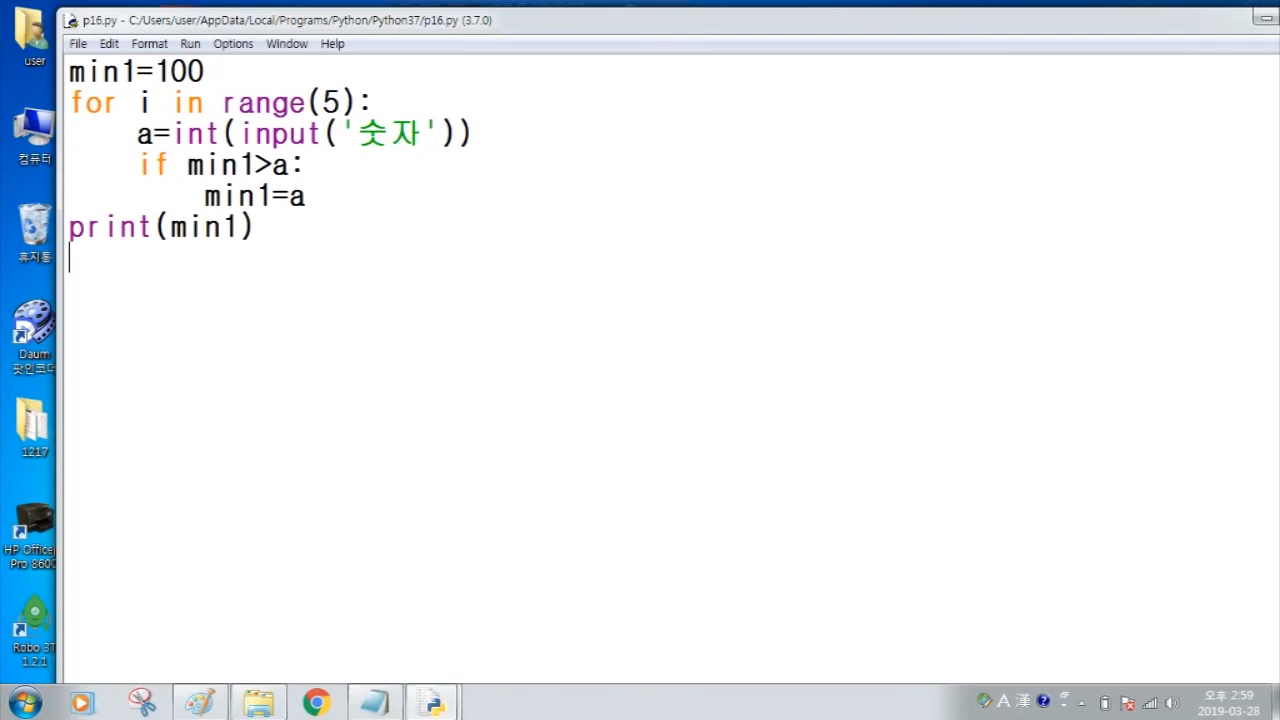 p16.py - C:/Users/user/AppData/Local/Programs/Python/Python37/p16.py (3.7.0)
File Edit Format Run Options Window Help
min1=100
for i in range(5):
    a=int(input('숫자'))
    if min1>a:
        min1=a
print(min1)
user
컴퓨터
휴지통
Daum
팟인코더
1217
HP Officej
Pro 8600
Robo 3T
1.2.1
A 漢
오후 2:59
2019-03-28